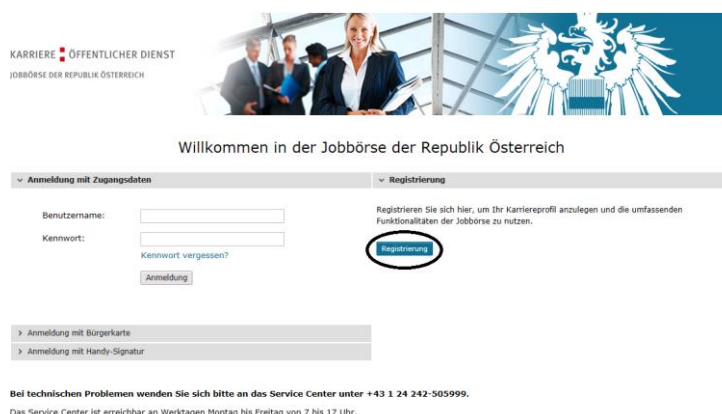 KARRIERE ÖFFENTLICHER DIENST
JOBBÖRSE DER REPUBLIK ÖSTERREICH
Willkommen in der Jobbörse der Republik Österreich
Anmeldung mit Zugangsdaten
Benutzername:
Kennwort:
Kennwort vergessen?
Anmeldung
Registrierung
Registrieren Sie sich hier, um Ihr Karriereprofil anzulegen und die umfassenden
Funktionalitäten der Jobbörse zu nutzen.
Registrierung
Anmeldung mit Bürgerkarte
Anmeldung mit Handy-Signatur
Bei technischen Problemen wenden Sie sich bitte an das Service Center unter +43 1 24 242-505999.
Das Service Center ist erreichbar an Werktagen Montag bis Freitag von 7 bis 17 Uhr.